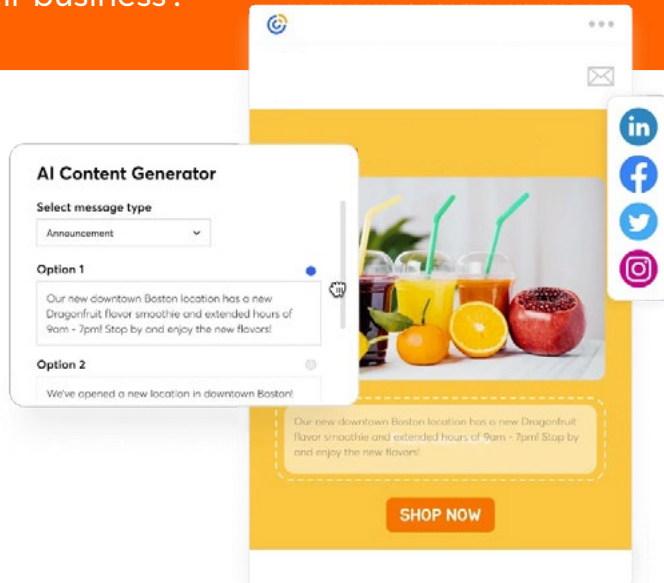 business?
AI Content Generator
Select message type
Announcement
Option 1
Our new downtown Boston location has a new
Dragonfruit flavor smoothie and extended hours of
9am - 7pm! Stop by and enjoy the new flavors!
Option 2
We've opened a new location in downtown Boston!
in
f
Our new downtown Boston location has a new Dragonfruit
flavor smoothie and extended hours of 9am - 7pm! Stop by
and enjoy the new flavors!
SHOP NOW